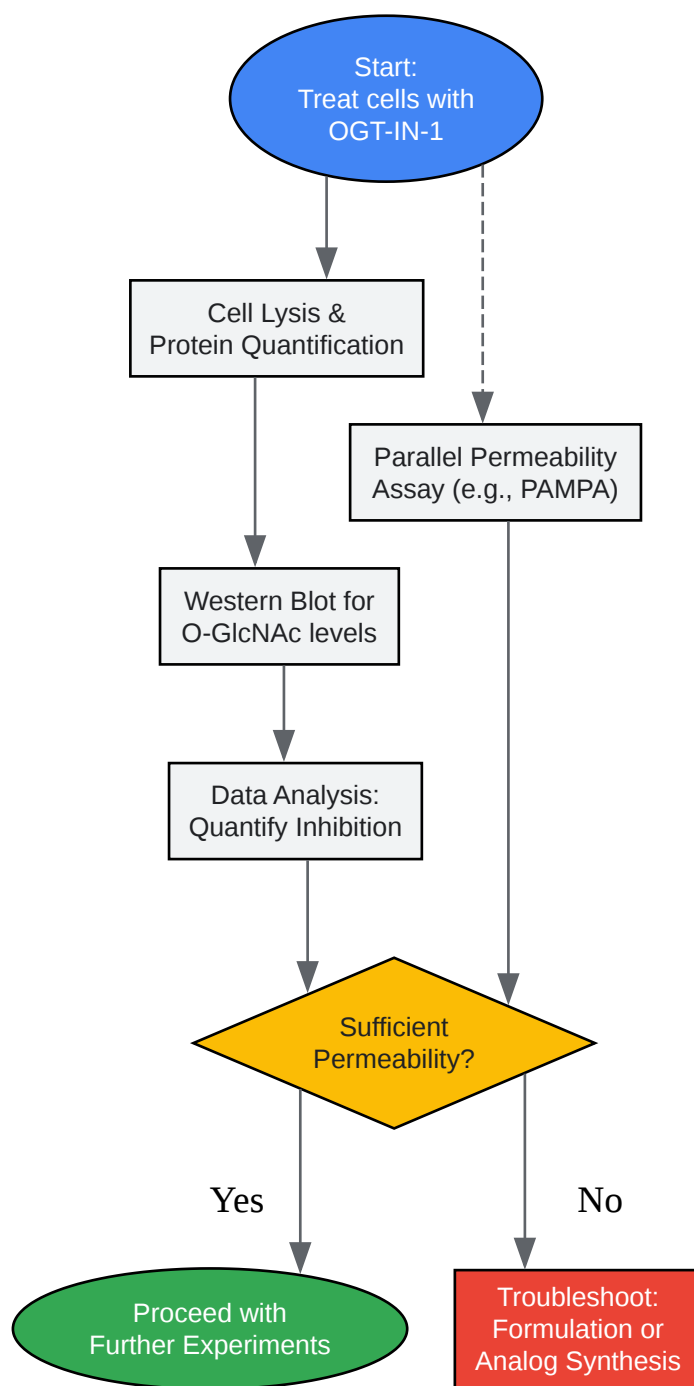 Start:
Treat cells with
OGT-IN-1
Cell Lysis &
Protein Quantification
Parallel Permeability
Assay (e.g., PAMPA)
Western Blot for
O-GlcNAc levels
Data Analysis:
Quantify Inhibition
Sufficient
Permeability?
Yes
No
Proceed with
Further Experiments
Troubleshoot:
Formulation or
Analog Synthesis